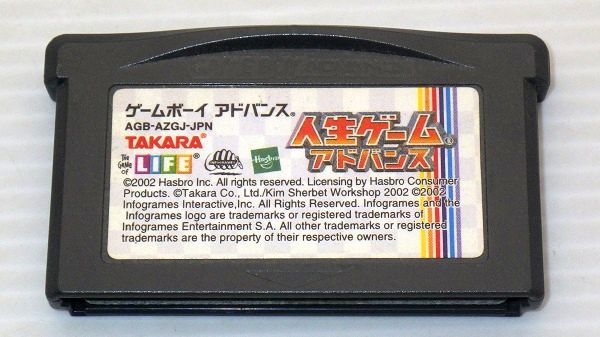 ゲームボーイ アドバンス®
AGB-AZGJ-JPN
TAKARA®
人生ゲーム®
アドバンス
The Game of
LIFE
Hasbro
©2002 Hasbro Inc. All rights reserved. Licensing by Hasbro Consumer
Products. ©Takara Co., Ltd./Kim Sherbet Workshop 2002 ©2002
Infogrames Interactive,Inc. All Rights Reserved. Infogrames and the
Infogrames logo are trademarks or registered trademarks of
Infogrames Entertainment S.A. All other trademarks or registered
trademarks are the property of their respective owners.